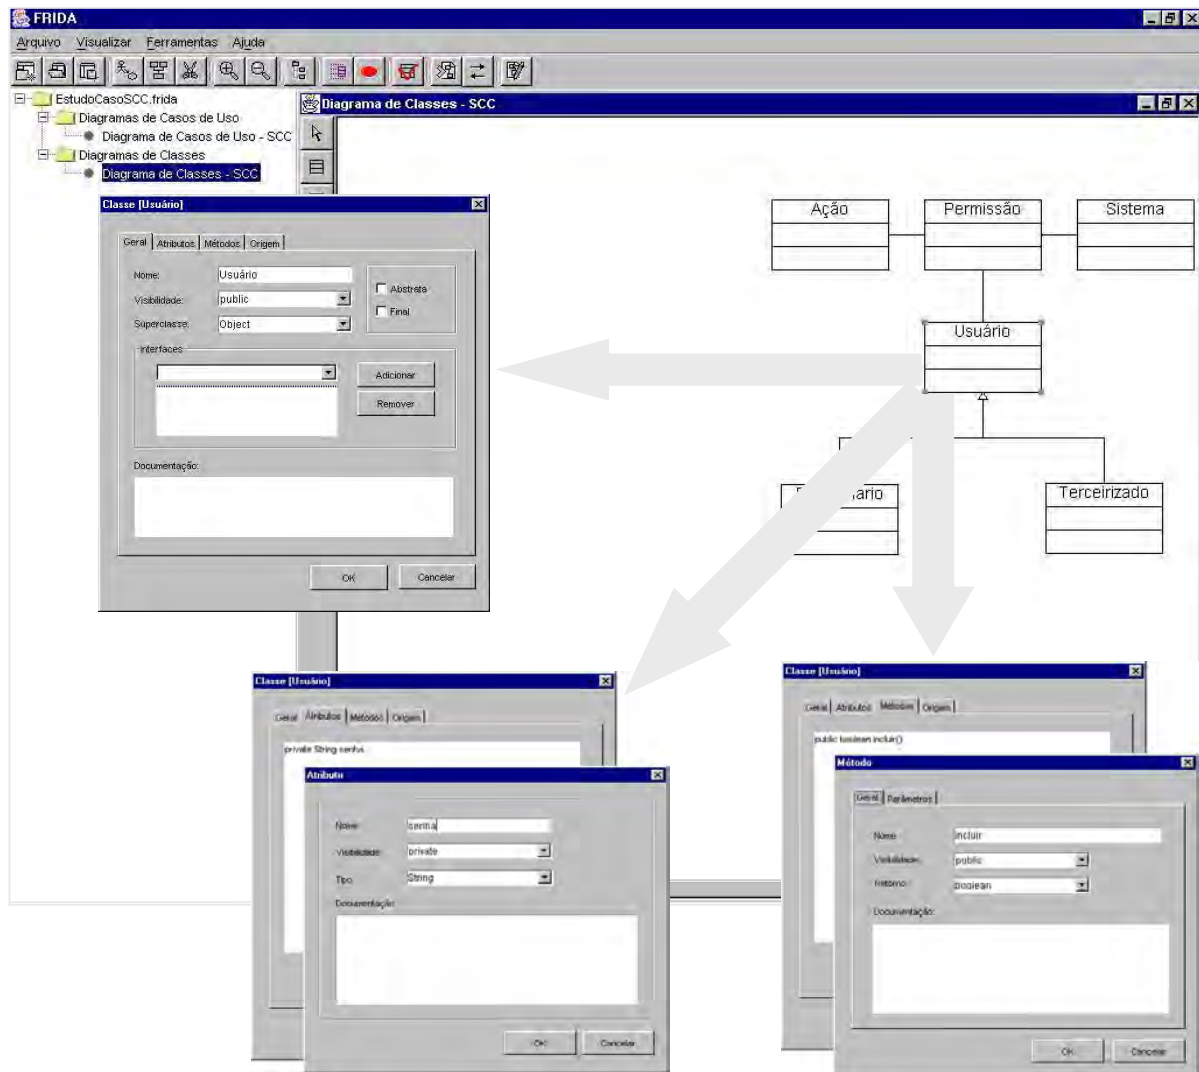 FRIDA
Arquivo Visualizar Ferramentas Ajuda
EstudoCasoSCC.frida
Diagramas de Casos de Uso
Diagrama de Casos de Uso - SCC
Diagramas de Classes
Diagrama de Classes - SCC
Diagrama de Classes - SCC
Ação
Permissão
Sistema
Usuário
ario
Terceirizado
Classe [Usuário]
Geral Atributos Métodos Origem
Nome: Usuário
Visibilidade: public
Superclasse: Object
Abstrata
Final
Interfaces
Adicionar
Remover
Documentação:
OK Cancelar
Classe [Usuário]
Geral Atributos Métodos Origem
private String senha
Atributo
Nome: senha
Visibilidade: private
Tipo: String
Documentação:
OK Cancelar
Classe [Usuário]
Geral Atributos Métodos Origem
public boolean incluir()
Método
Geral Parâmetros
Nome: incluir
Visibilidade: public
Retorno: boolean
Documentação:
OK Cancelar